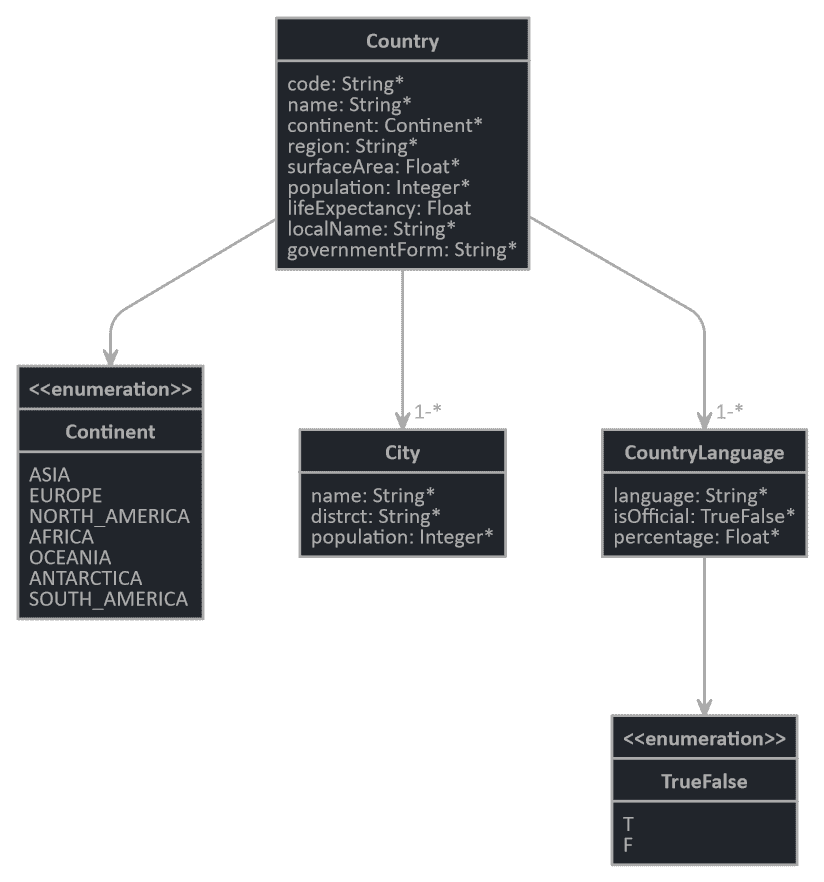 Country
code: String*
name: String*
continent: Continent*
region: String*
surfaceArea: Float*
population: Integer*
lifeExpectancy: Float
localName: String*
governmentForm: String*
<<enumeration>>
Continent
ASIA
EUROPE
NORTH_AMERICA
AFRICA
OCEANIA
ANTARCTICA
SOUTH_AMERICA
1-*
City
name: String*
distrct: String*
population: Integer*
1-*
CountryLanguage
language: String*
isOfficial: TrueFalse*
percentage: Float*
<<enumeration>>
TrueFalse
T
F